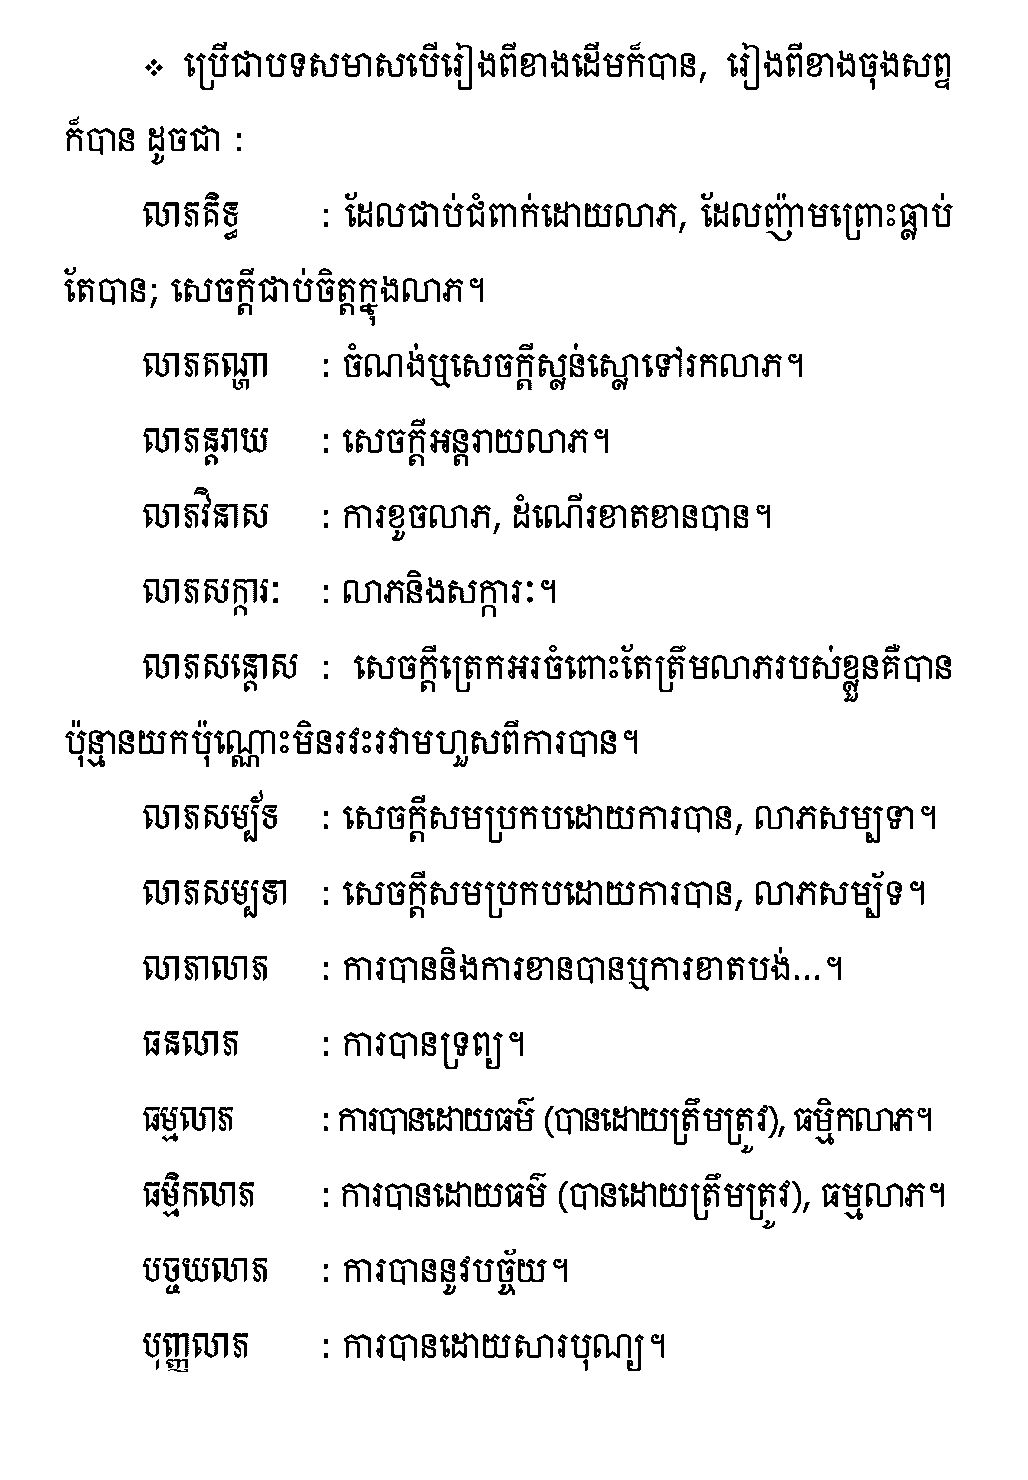 ❖ ប្រើជាបទសមាសបើរៀងពីខាងដើមក៏បាន, រៀងពីខាងចុងសព្ទ
ក៏បាន ដូចជា :
លាភគិទ្ធ : ដែលជាប់ជំពាក់ដោយលាភ, ដែលញ៉ាមព្រោះធ្លាប់
តែបាន; សេចក្ដីជាប់ចិត្តក្នុងលាភ។
លាភតណ្ហា : ចំណង់ឬសេចក្ដីស្លន់ស្លោទៅរកលាភ។
លាភន្តរាយ : សេចក្ដីអន្តរាយលាភ។
លាភវិនាស : ការខូចលាភ, ដំណើរខាតខានបាន។
លាភសក្ការៈ : លាភនិងសក្ការៈ។
លាភសន្តោស : សេចក្ដីត្រេកអរចំពោះតែត្រឹមលាភរបស់ខ្លួនគឺបាន
ប៉ុន្មានយកប៉ុណ្ណោះមិនរវះរវាមហួសពីការបាន។
លាភសម្ប័ទ : សេចក្ដីសមប្រកបដោយការបាន, លាភសម្បទា។
លាភសម្បទា : សេចក្ដីសមប្រកបដោយការបាន, លាភសម្ប័ទ។
លាភាលាភ : ការបាននិងការខានបានឬការខាតបង់...។
ធនលាភ : ការបានទ្រព្យ។
ធម្មលាភ : ការបានដោយធម៌ (បានដោយត្រឹមត្រូវ), ធម្មិកលាភ។
ធម្មិកលាភ : ការបានដោយធម៌ (បានដោយត្រឹមត្រូវ), ធម្មលាភ។
បច្ចយលាភ : ការបាននូវបច្ច័យ។
បុញ្ញលាភ : ការបានដោយសារបុណ្យ។